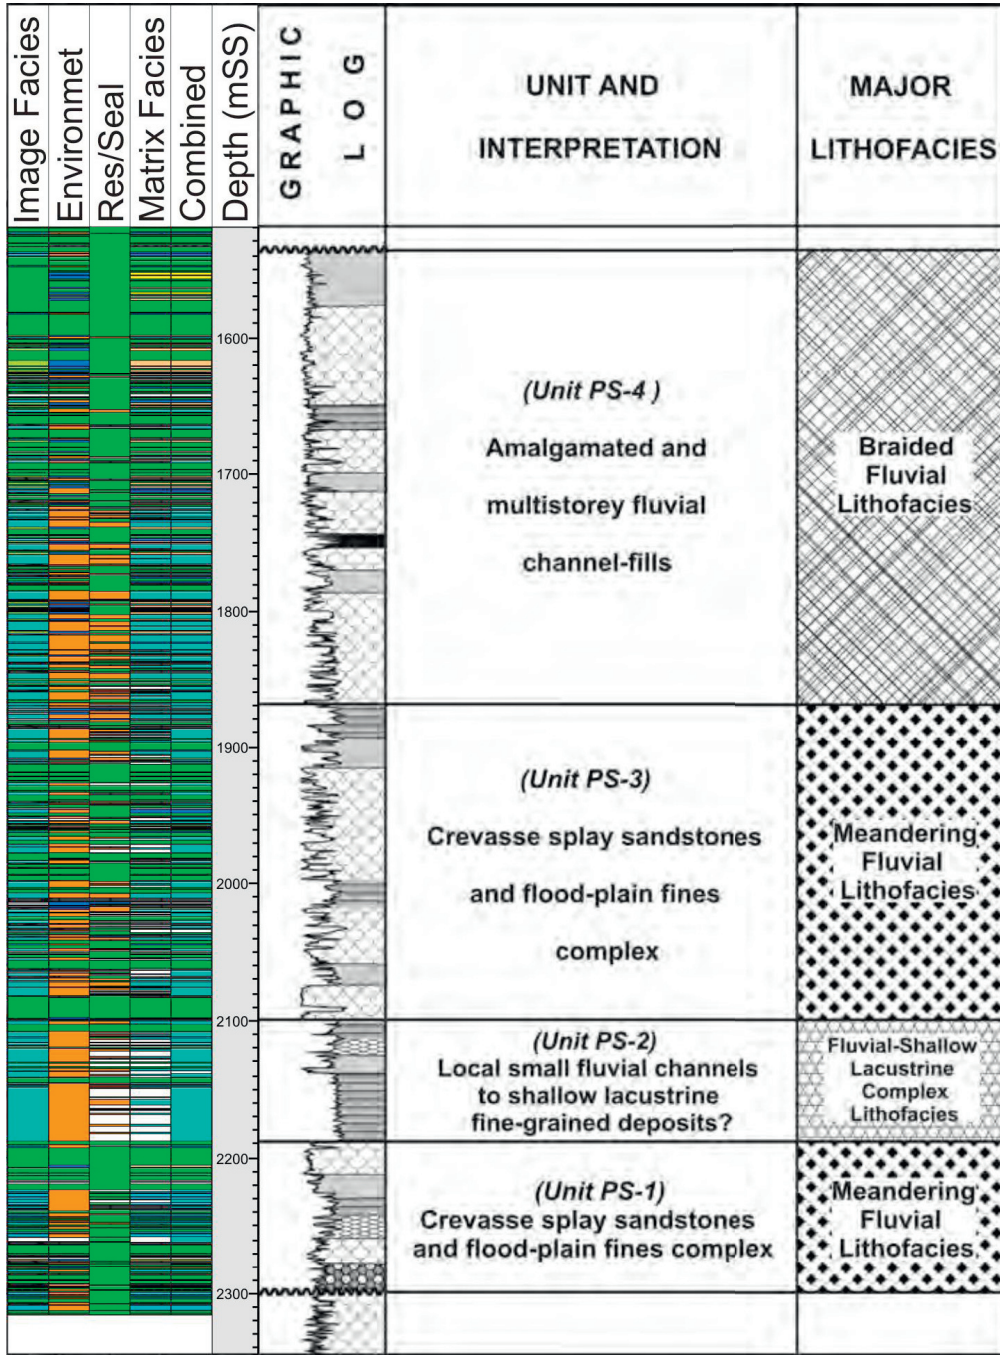 Image Facies
Environmet
Res/Seal
Matrix Facies
Combined
Depth (mSS)
GRAPHIC
LOG
UNIT AND
INTERPRETATION
MAJOR
LITHOFACIES
1600
1700
1800
1900
2000
2100
2200
2300
(Unit PS-4 )
Amalgamated and
multistorey fluvial
channel-fills
Braided
Fluvial
Lithofacies
(Unit PS-3)
Crevasse splay sandstones
and flood-plain fines
complex
Meandering
Fluvial
Lithofacies
(Unit PS-2)
Local small fluvial channels
to shallow lacustrine
fine-grained deposits?
Fluvial-Shallow
Lacustrine
Complex
Lithofacies
(Unit PS-1)
Crevasse splay sandstones
and flood-plain fines complex
Meandering
Fluvial
Lithofacies